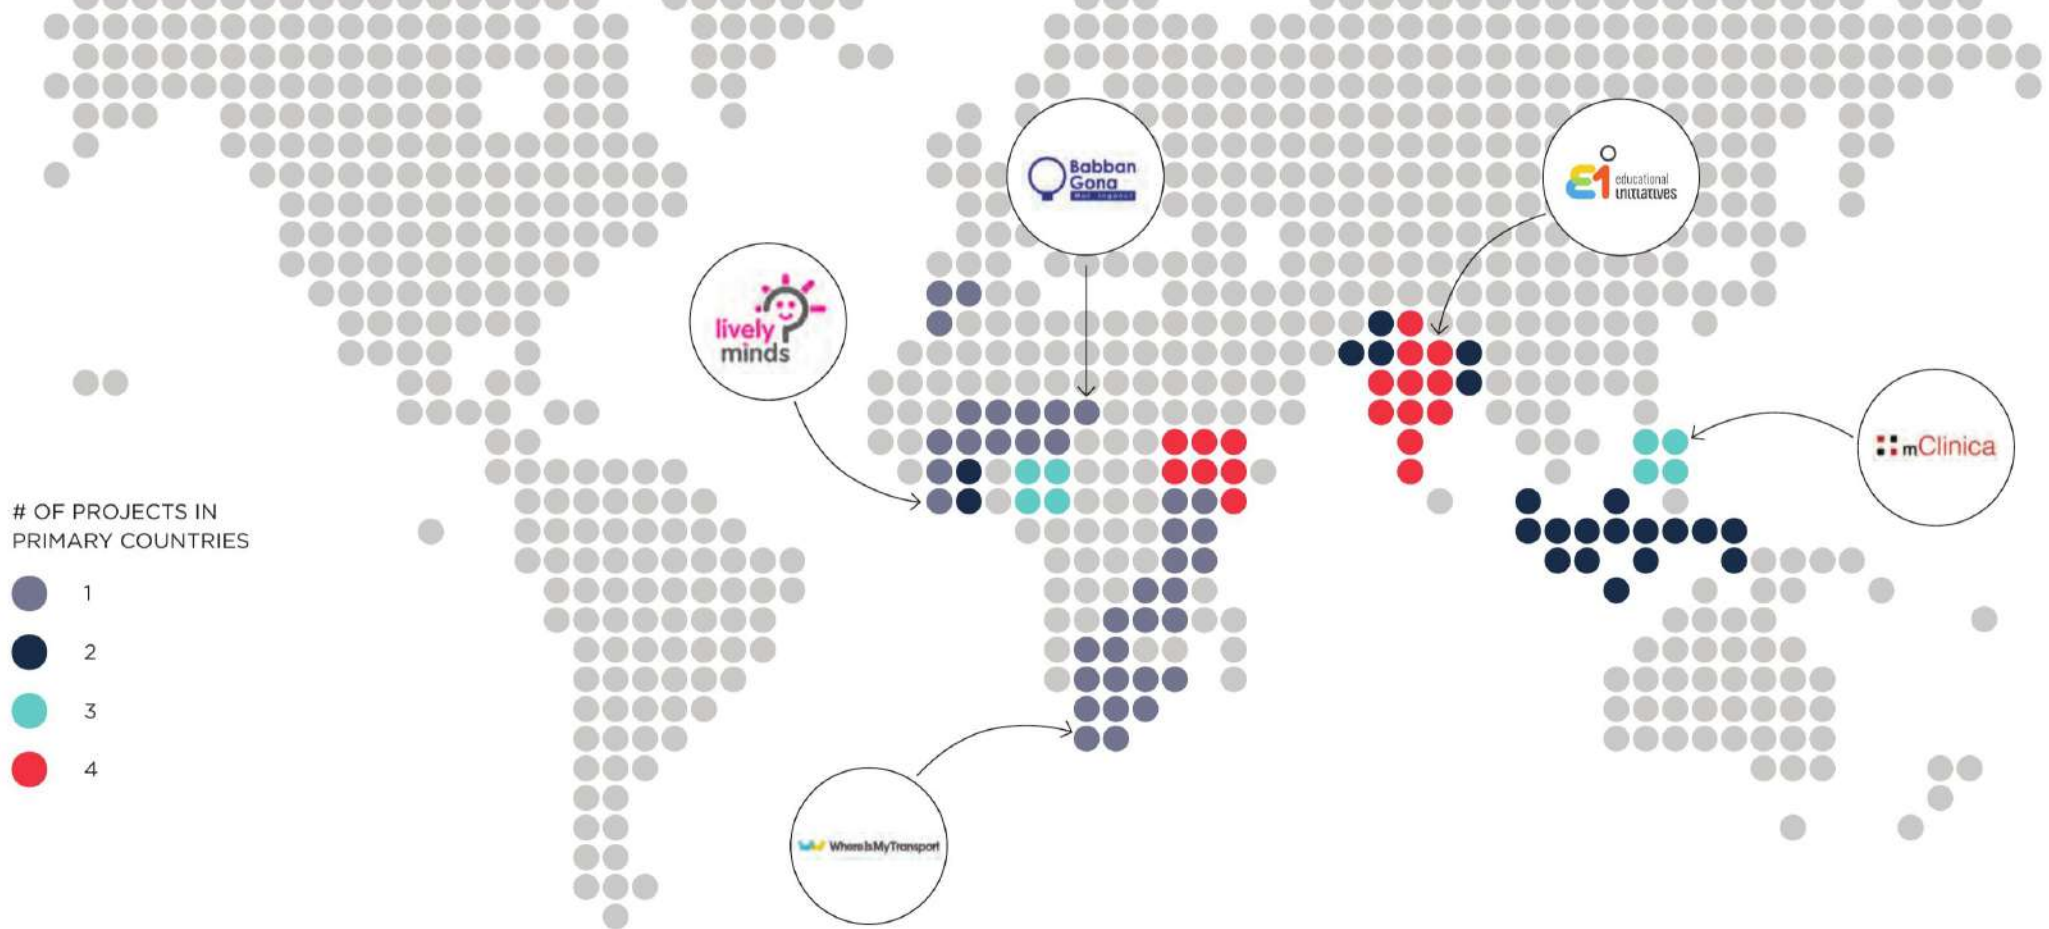 Babban
Gona
educational
initiatives
lively
minds
mClinica
# OF PROJECTS IN
PRIMARY COUNTRIES
1
2
3
4
WhereIsMyTransport